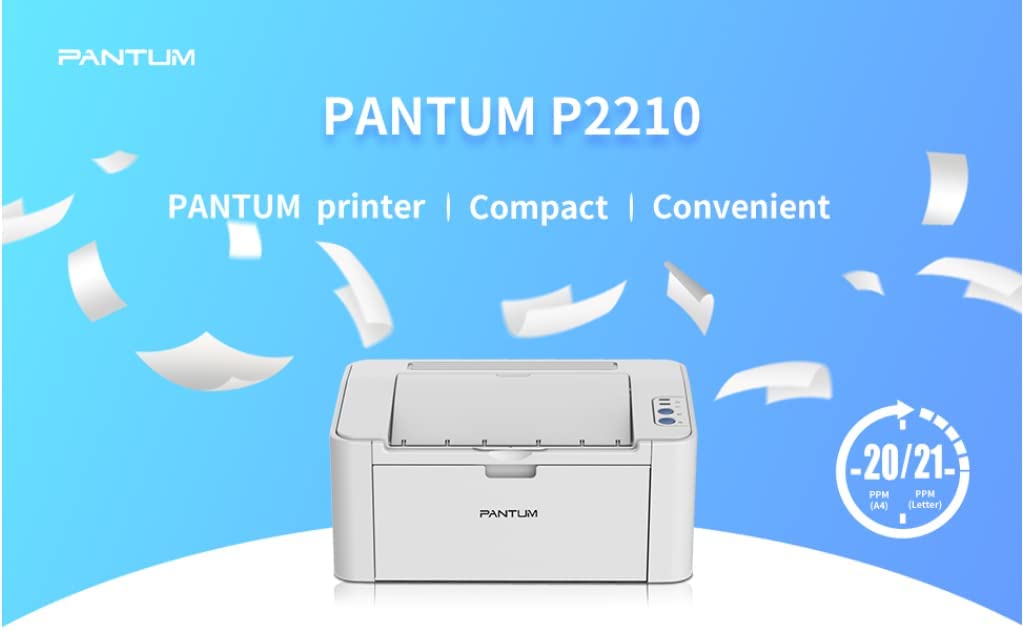 PANTUM
PANTUM P2210
PANTUM printer | Compact | Convenient
-20/21-
PPM PPM
(A4) (Letter)
PANTUM